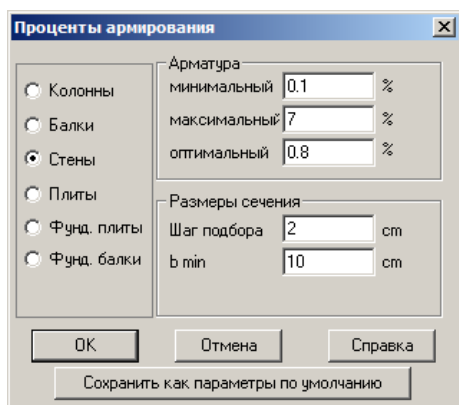 Проценты армирования
Колонны
Балки
Стены
Плиты
Фунд. плиты
Фунд. балки
Арматура
минимальный 0.1 %
максимальный 7 %
оптимальный 0.8 %
Размеры сечения
Шаг подбора 2 cm
b min 10 cm
OK Отмена Справка
Сохранить как параметры по умолчанию